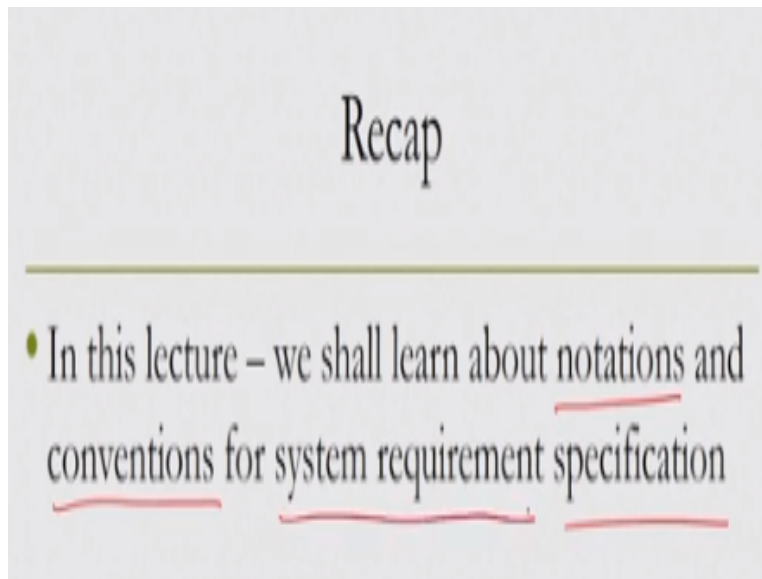 Recap
• In this lecture – we shall learn about notations and
conventions for system requirement specification